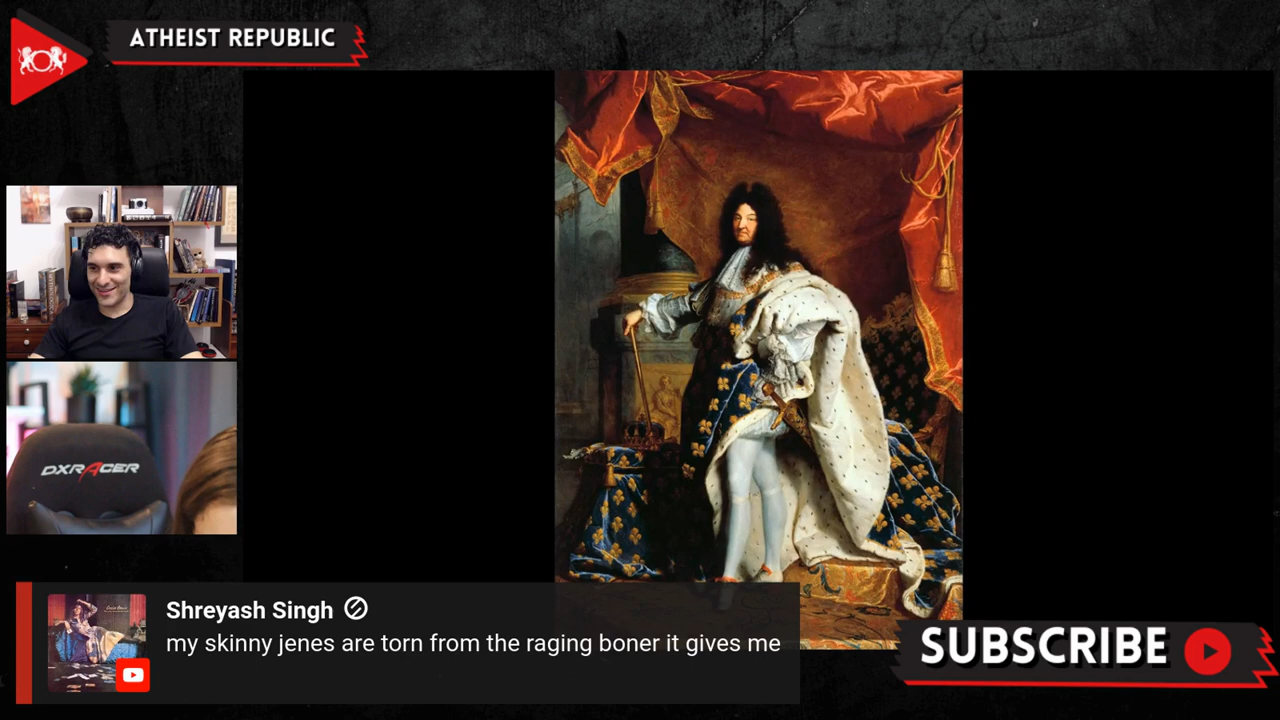 ATHEIST REPUBLIC
DXRACER
Shreyash Singh
my skinny jenes are torn from the raging boner it gives me
SUBSCRIBE